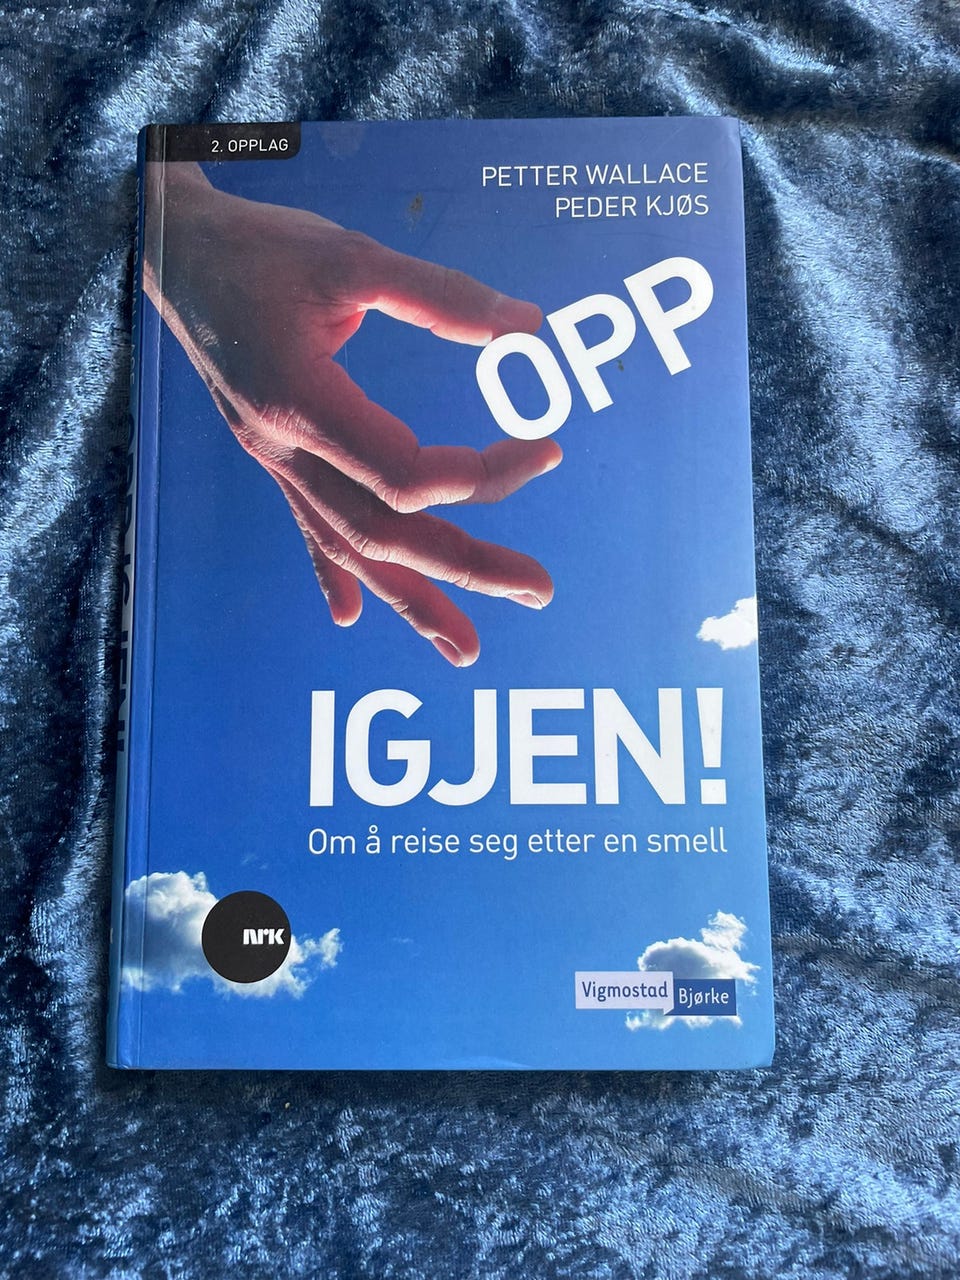 2. OPPLAG
PETTER WALLACE
PEDER KJØS
OPP
IGJEN!
Om å reise seg etter en smell
NrK
Vigmostad
Bjørke